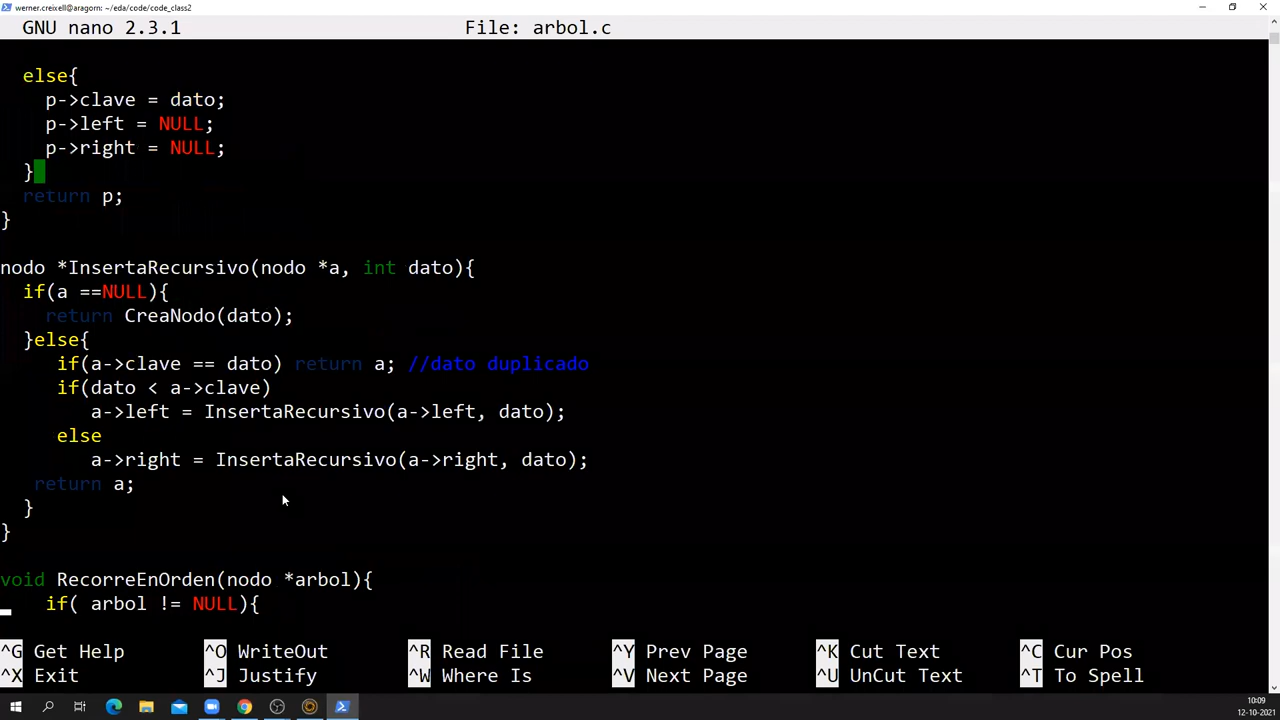 werner.creixell@aragorn: ~/eda/code/code_class2
GNU nano 2.3.1 File: arbol.c
else{
p->clave = dato;
p->left = NULL;
p->right = NULL;
}
return p;
}
nodo *InsertaRecursivo(nodo *a, int dato){
if(a ==NULL){
return CreaNodo(dato);
}else{
if(a->clave == dato) return a; //dato duplicado
if(dato < a->clave)
a->left = InsertaRecursivo(a->left, dato);
else
a->right = InsertaRecursivo(a->right, dato);
return a;
}
}
void RecorreEnOrden(nodo *arbol){
if( arbol != NULL){
^G Get Help ^O WriteOut ^R Read File ^Y Prev Page ^K Cut Text ^C Cur Pos
^X Exit ^J Justify ^W Where Is ^V Next Page ^U UnCut Text ^T To Spell
10:09
12-10-2021